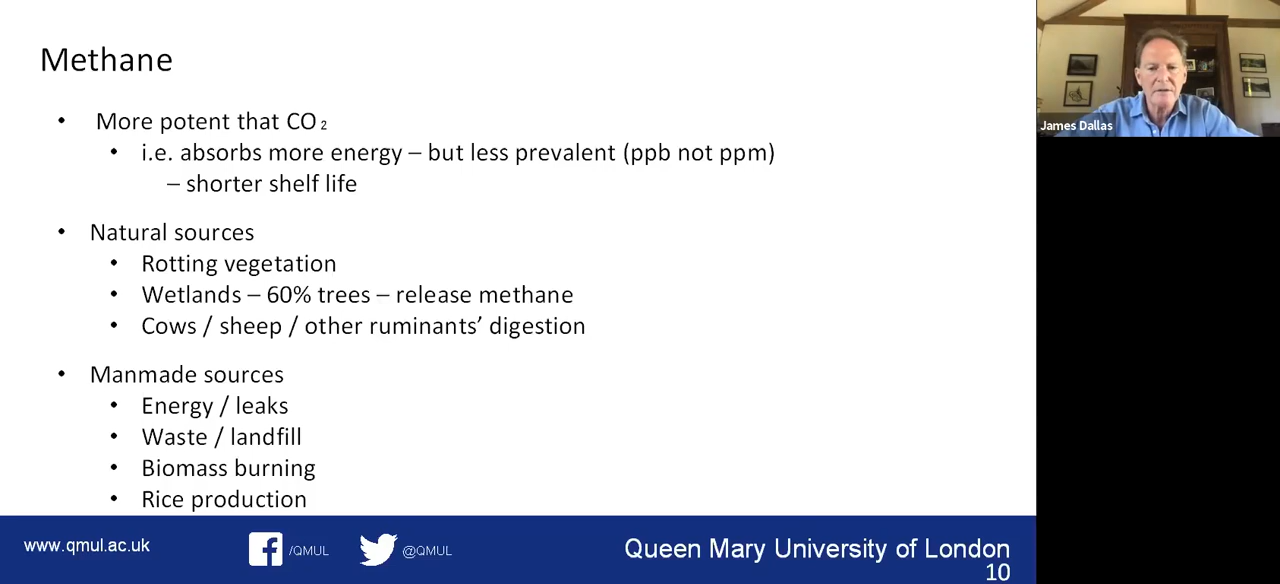 Methane
• More potent that CO₂
• i.e. absorbs more energy – but less prevalent (ppb not ppm)
– shorter shelf life
• Natural sources
• Rotting vegetation
• Wetlands – 60% trees – release methane
• Cows / sheep / other ruminants’ digestion
• Manmade sources
• Energy / leaks
• Waste / landfill
• Biomass burning
• Rice production
www.qmul.ac.uk
/QMUL
@QMUL
Queen Mary University of London
10
James Dallas